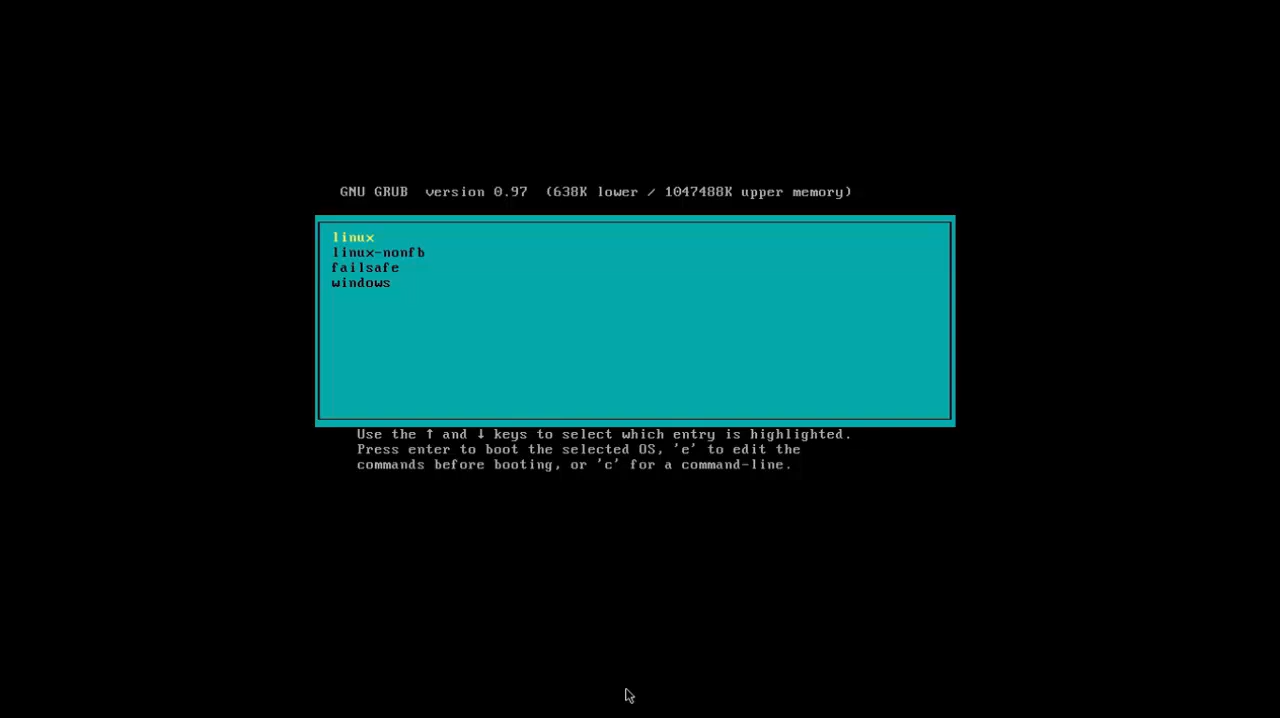 GNU GRUB  version 0.97  (638K lower / 1047488K upper memory)
linux
linux-nonfb
failsafe
windows
Use the ↑ and ↓ keys to select which entry is highlighted.
Press enter to boot the selected OS, 'e' to edit the
commands before booting, or 'c' for a command-line.